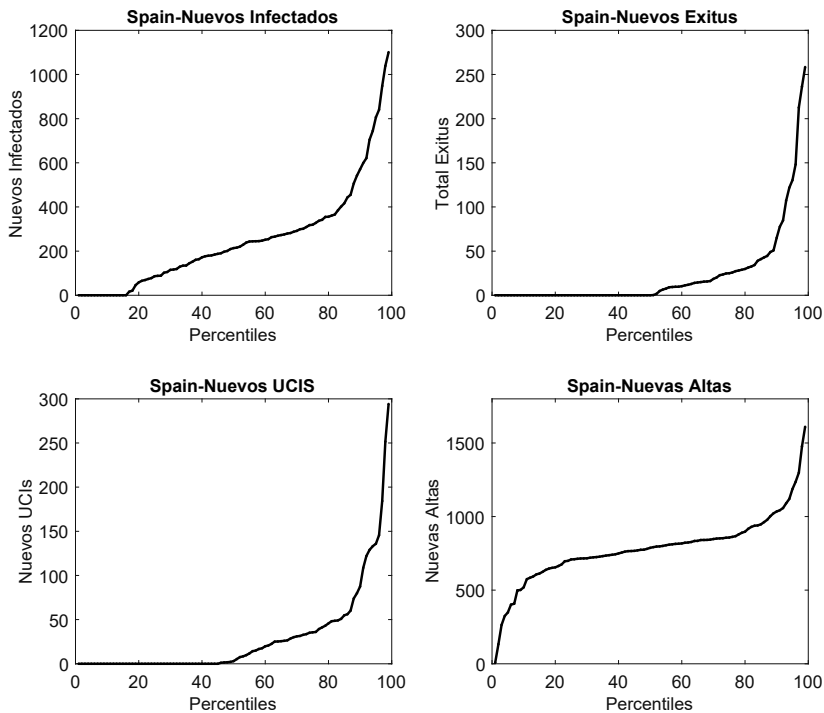 Spain-Nuevos Infectados
1200
1000
800
600
400
200
0
0 20 40 60 80 100
Nuevos Infectados
Percentiles
Spain-Nuevos Exitus
300
250
200
150
100
50
0
0 20 40 60 80 100
Total Exitus
Percentiles
Spain-Nuevos UCIS
300
250
200
150
100
50
0
0 20 40 60 80 100
Nuevos UCIs
Percentiles
Spain-Nuevas Altas
1500
1000
500
0
0 20 40 60 80 100
Nuevas Altas
Percentiles